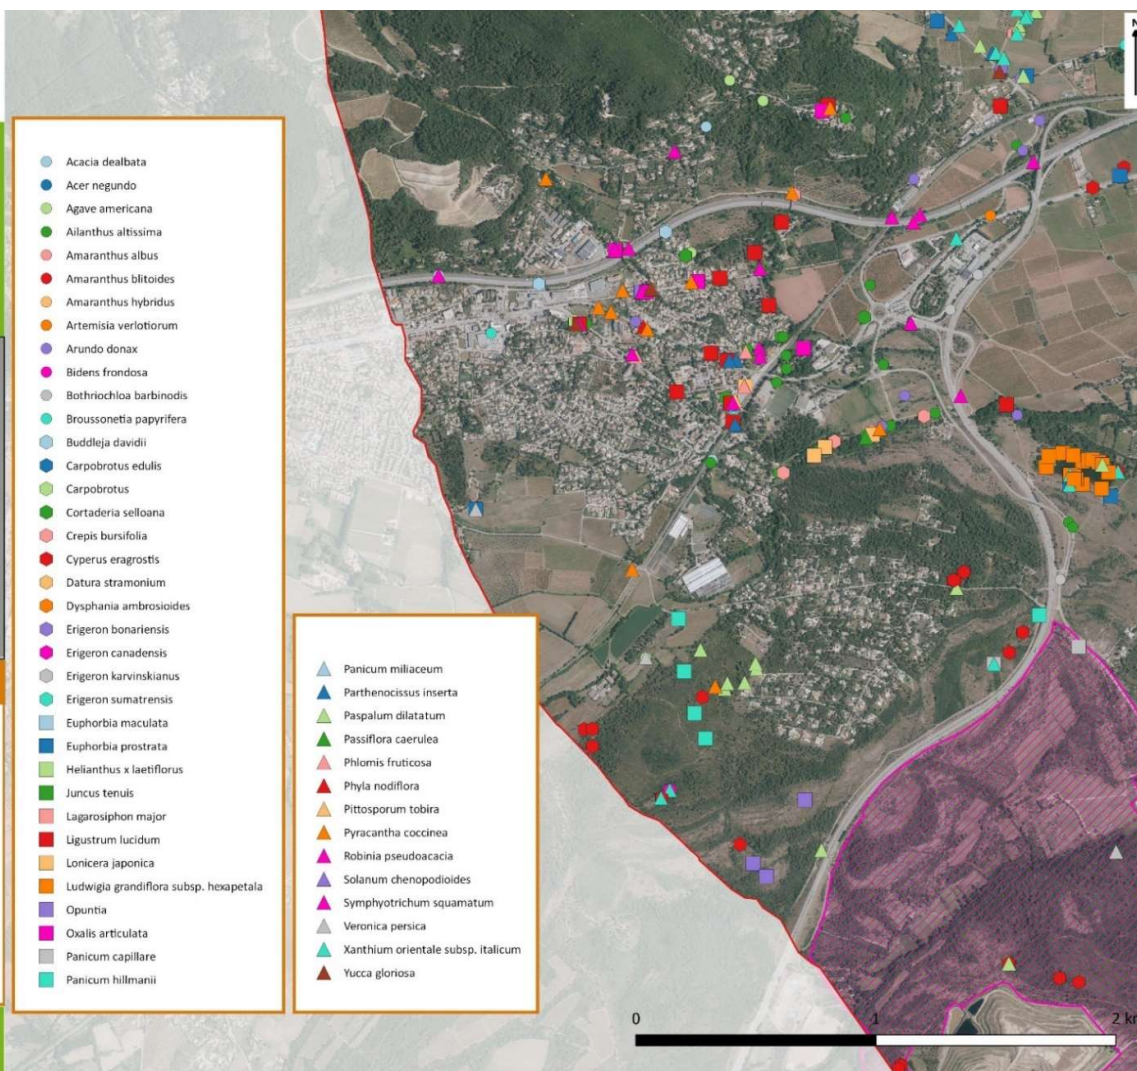 N
Acacia dealbata
Acer negundo
Agave americana
Ailanthus altissima
Amaranthus albus
Amaranthus blitoides
Amaranthus hybridus
Artemisia verlotiorum
Arundo donax
Bidens frondosa
Bothriochloa barbinodis
Broussonetia papyrifera
Buddleja davidii
Carpobrotus edulis
Carpobrotus
Cortaderia selloana
Crepis bursifolia
Cyperus eragrostis
Datura stramonium
Dysphania ambrosioides
Erigeron bonariensis
Erigeron canadensis
Erigeron karvinskianus
Erigeron sumatrensis
Euphorbia maculata
Euphorbia prostrata
Helianthus x laetiflorus
Juncus tenuis
Lagarosiphon major
Ligustrum lucidum
Lonicera japonica
Ludwigia grandiflora subsp. hexapetala
Opuntia
Oxalis articulata
Panicum capillare
Panicum hillmanii
Panicum miliaceum
Parthenocissus inserta
Paspalum dilatatum
Passiflora caerulea
Phlomis fruticosa
Phyla nodiflora
Pittosporum tobira
Pyracantha coccinea
Robinia pseudoacacia
Solanum chenopodioides
Symphyotrichum squamatum
Veronica persica
Xanthium orientale subsp. italicum
Yucca gloriosa
0 1 2 km